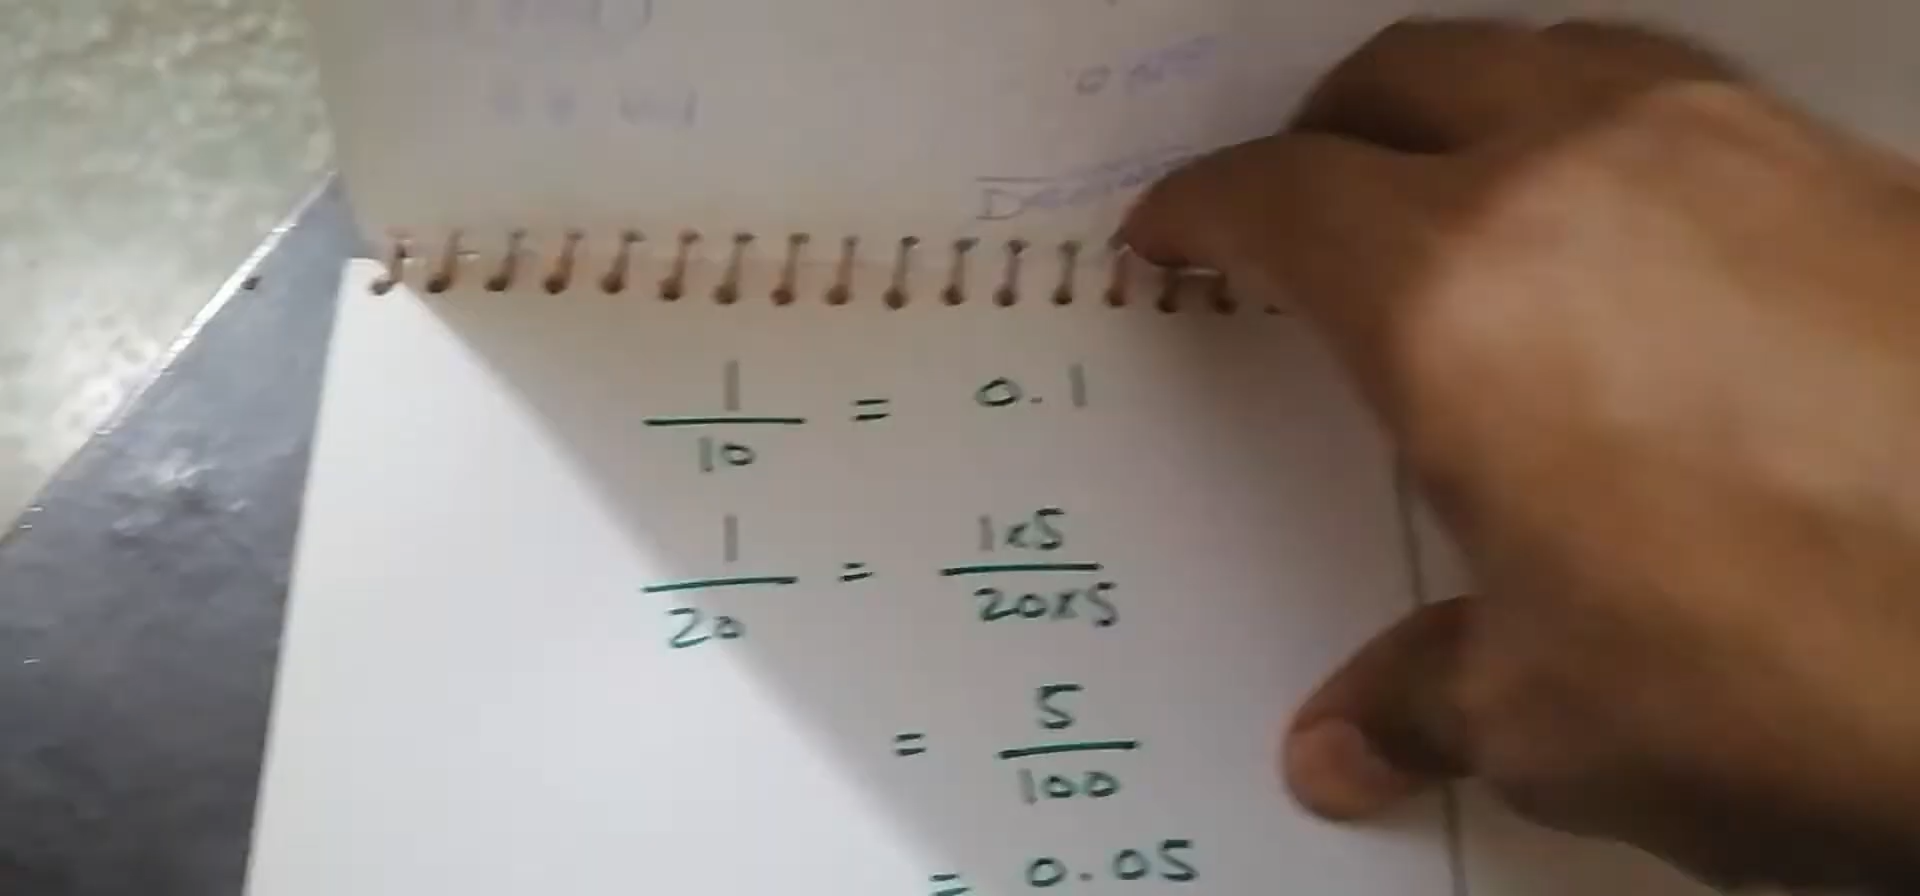 1/10 = 0.1
1/20 = 1x5/20x5
= 5/100
= 0.05